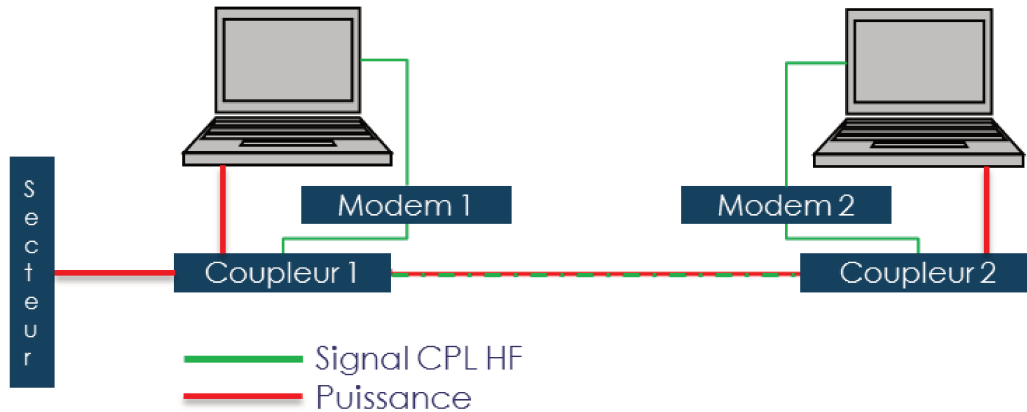 Secteur
Modem 1
Modem 2
Coupleur 1
Coupleur 2
Signal CPL HF
Puissance